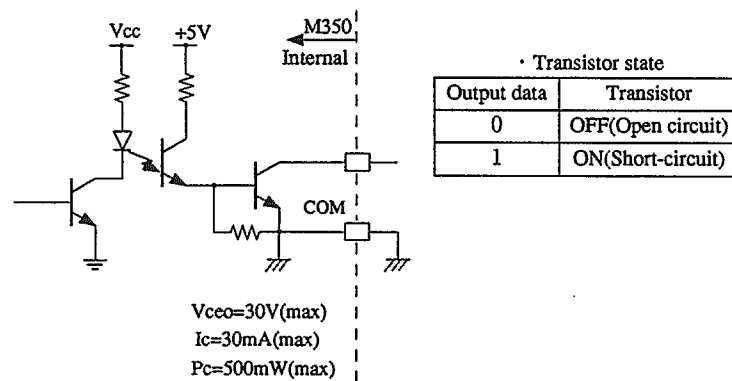 Vcc
+5V
M350
Internal
COM
Vceo=30V(max)
Ic=30mA(max)
Pc=500mW(max)
· Transistor state
Output data Transistor
0 OFF(Open circuit)
1 ON(Short-circuit)